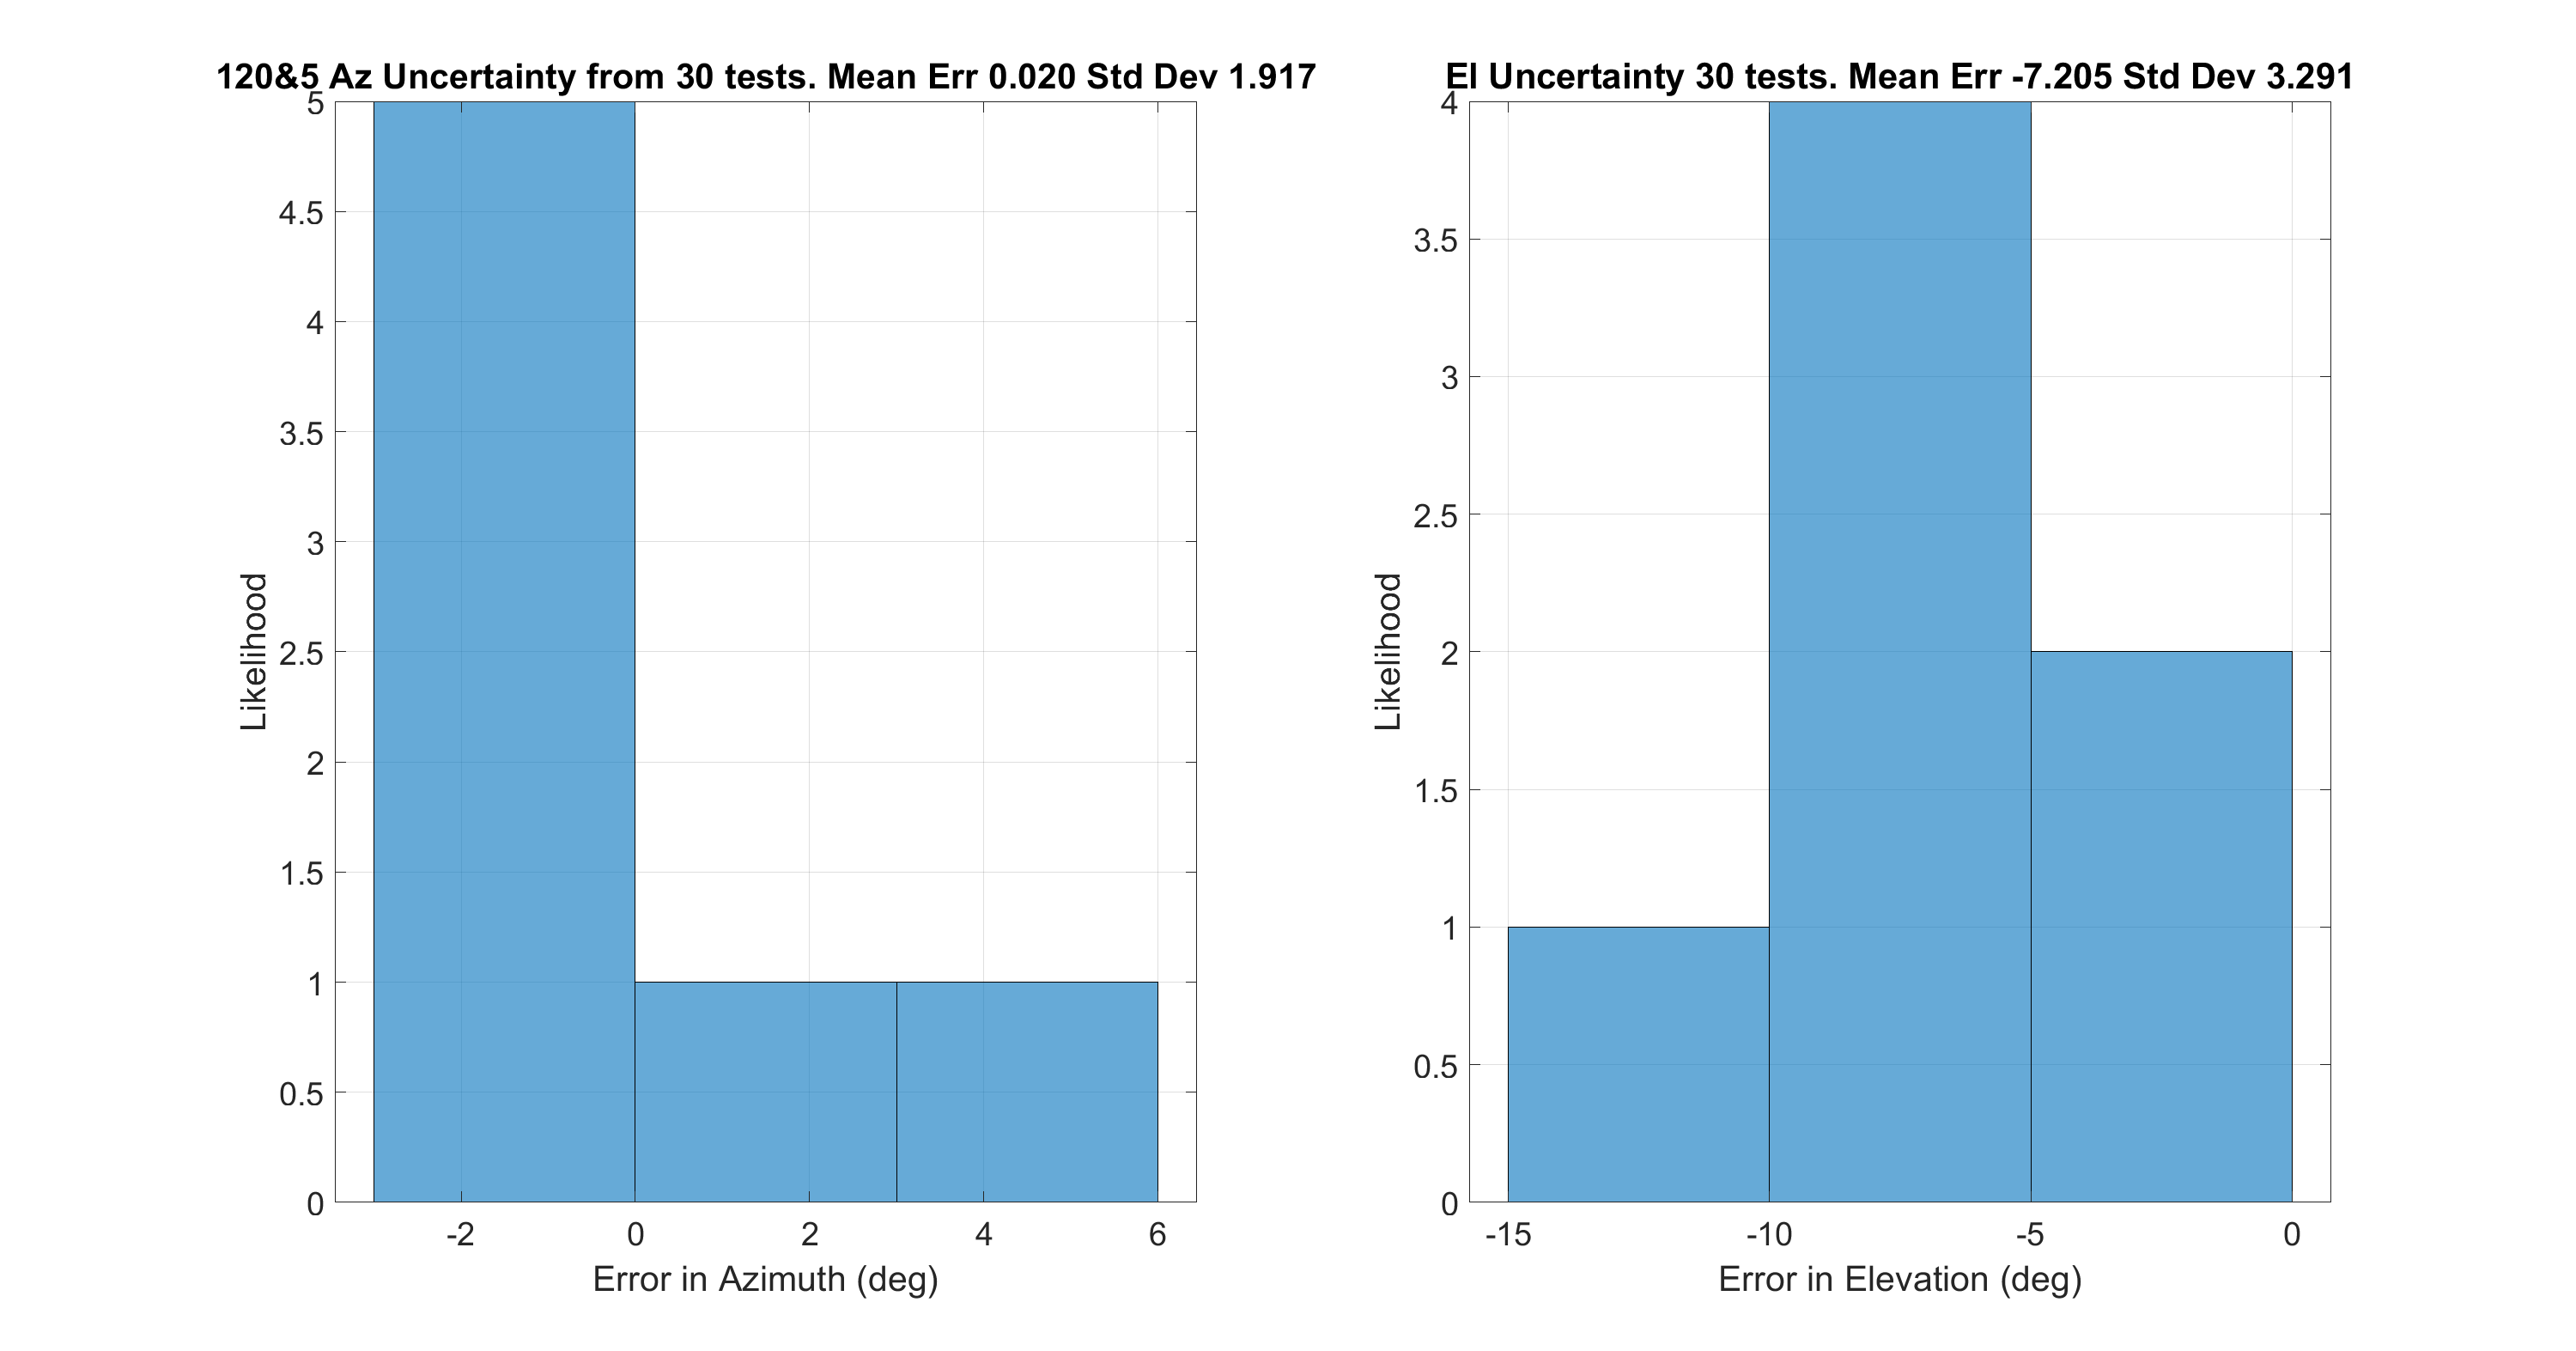 120&5 Az Uncertainty from 30 tests. Mean Err 0.020 Std Dev 1.917
5
4.5
4
3.5
3
2.5
2
1.5
1
0.5
0
Likelihood
-2 0 2 4 6
Error in Azimuth (deg)
El Uncertainty 30 tests. Mean Err -7.205 Std Dev 3.291
4
3.5
3
2.5
2
1.5
1
0.5
0
Likelihood
-15 -10 -5 0
Error in Elevation (deg)